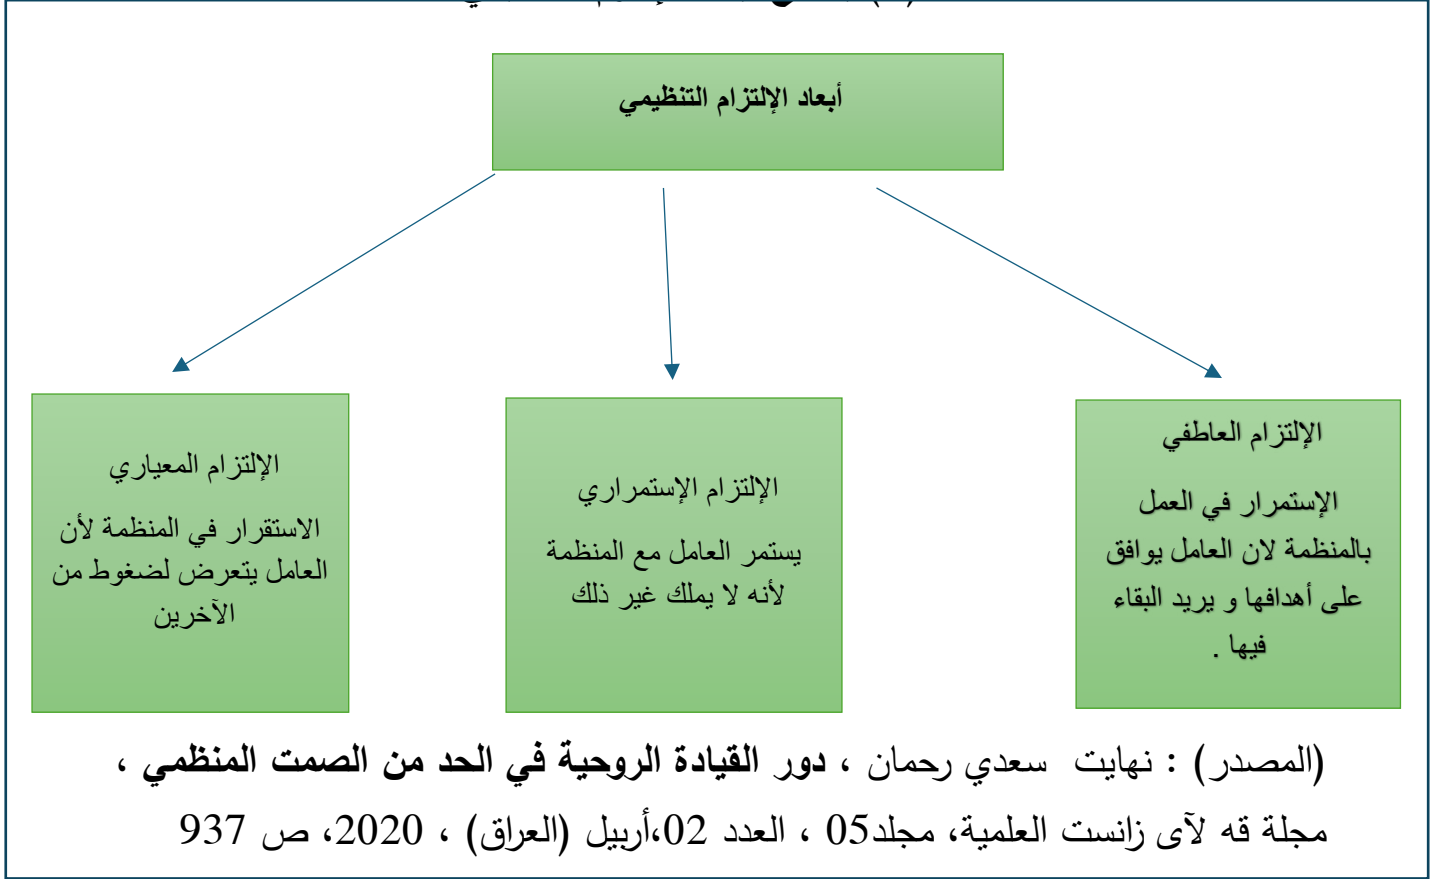 أبعاد الإلتزام التنظيمي
الإلتزام العاطفي
الإستمرار في العمل
بالمنظمة لان العامل يوافق
على أهدافها و يريد البقاء
فيها .
الإلتزام الإستمراري
يستمر العامل مع المنظمة
لأنه لا يملك غير ذلك
الإلتزام المعياري
الاستقرار في المنظمة لأن
العامل يتعرض لضغوط من
الآخرين
(المصدر) : نهايت سعدي رحمان ، دور القيادة الروحية في الحد من الصمت المنظمي ،
مجلة قه لآى زانست العلمية، مجلد05 ، العدد 02،أربيل (العراق) ، 2020، ص 937